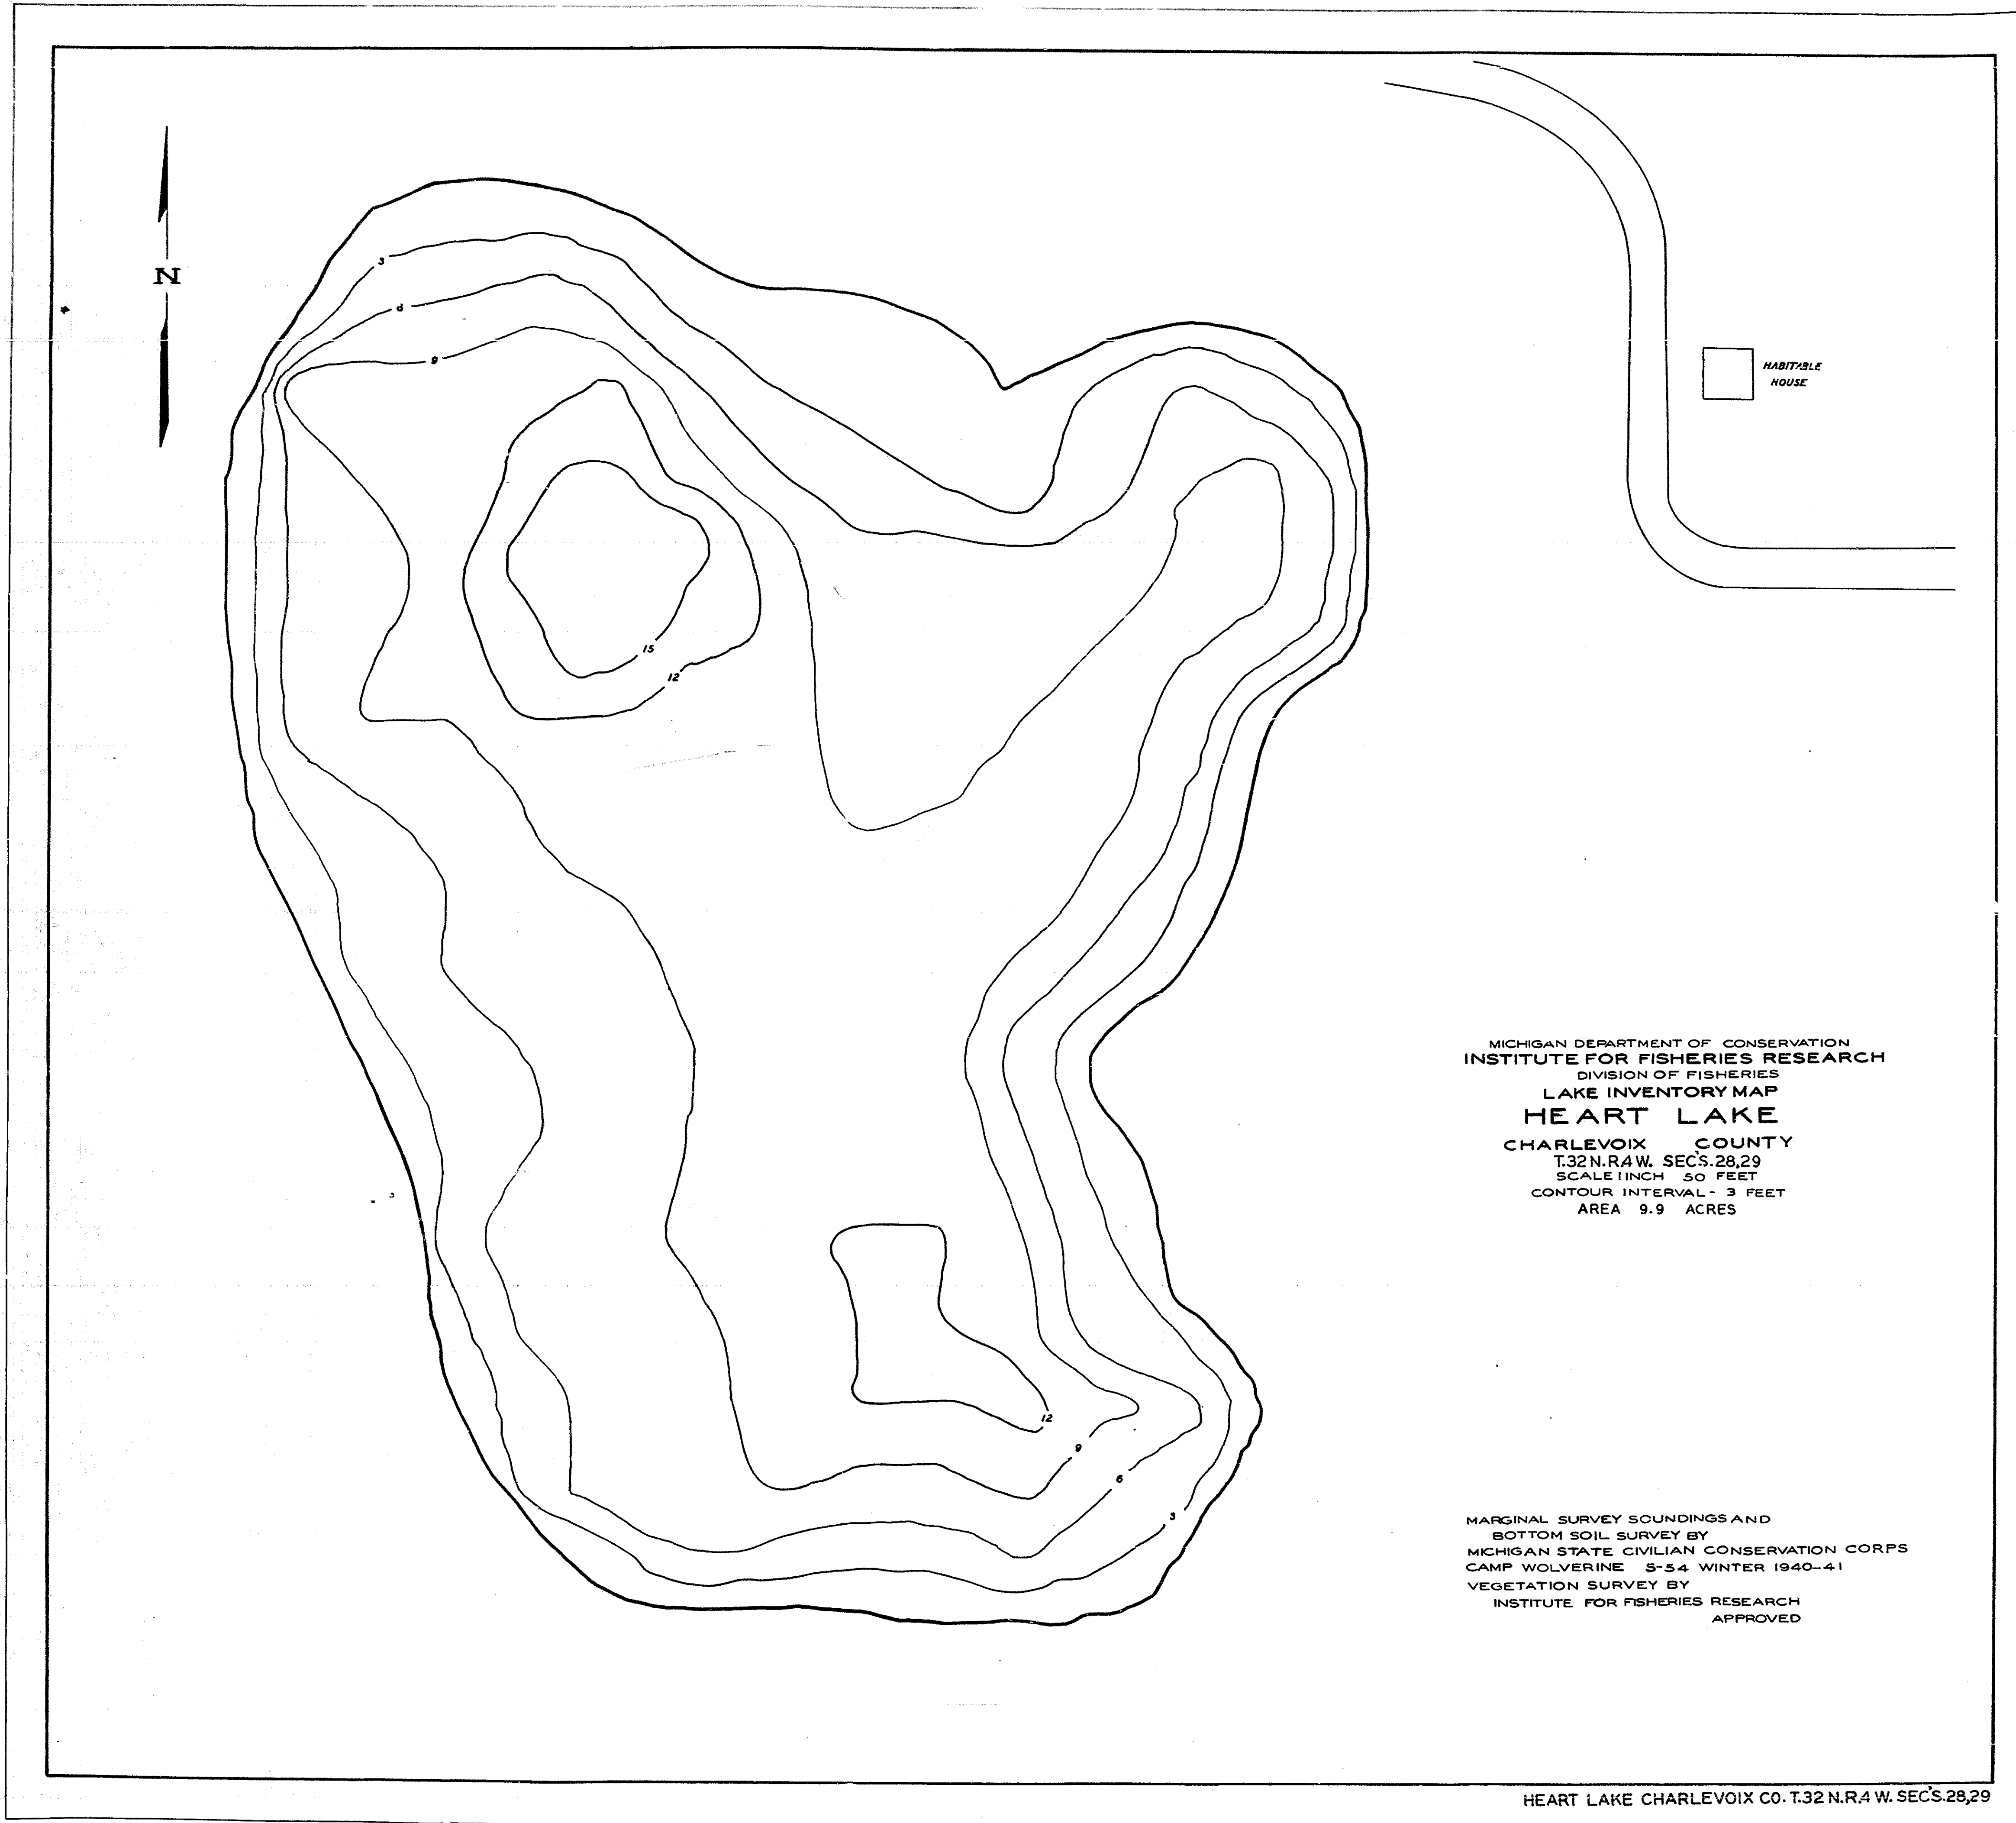 N
3
6
9
15
12
HABITABLE
HOUSE
12
9
6
3
MICHIGAN DEPARTMENT OF CONSERVATION
INSTITUTE FOR FISHERIES RESEARCH
DIVISION OF FISHERIES
LAKE INVENTORY MAP
HEART LAKE
CHARLEVOIX COUNTY
T.32N.R.4W. SEC'S.28,29
SCALE 1 INCH 50 FEET
CONTOUR INTERVAL - 3 FEET
AREA 9.9 ACRES
MARGINAL SURVEY SOUNDINGS AND
BOTTOM SOIL SURVEY BY
MICHIGAN STATE CIVILIAN CONSERVATION CORPS
CAMP WOLVERINE S-54 WINTER 1940-41
VEGETATION SURVEY BY
INSTITUTE FOR FISHERIES RESEARCH
APPROVED
HEART LAKE CHARLEVOIX CO. T.32 N.R.4 W. SEC'S.28,29